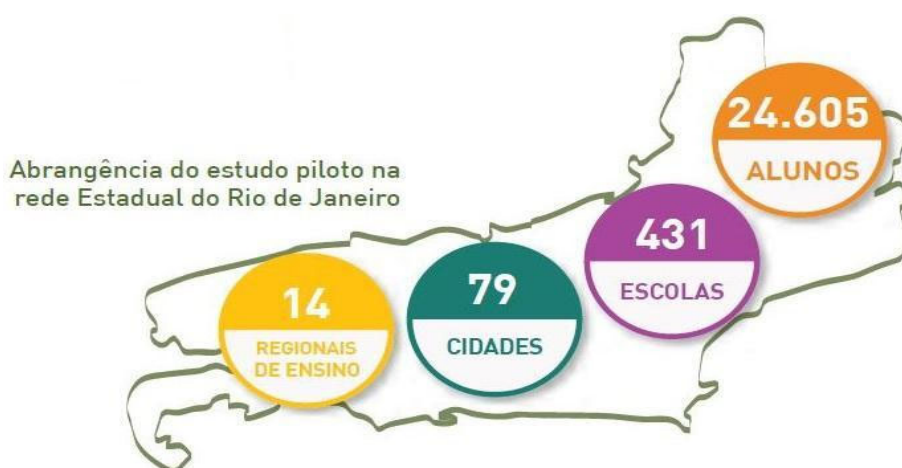 Abrangência do estudo piloto na
rede Estadual do Rio de Janeiro
14
REGIONAIS
DE ENSINO
79
CIDADES
431
ESCOLAS
24.605
ALUNOS